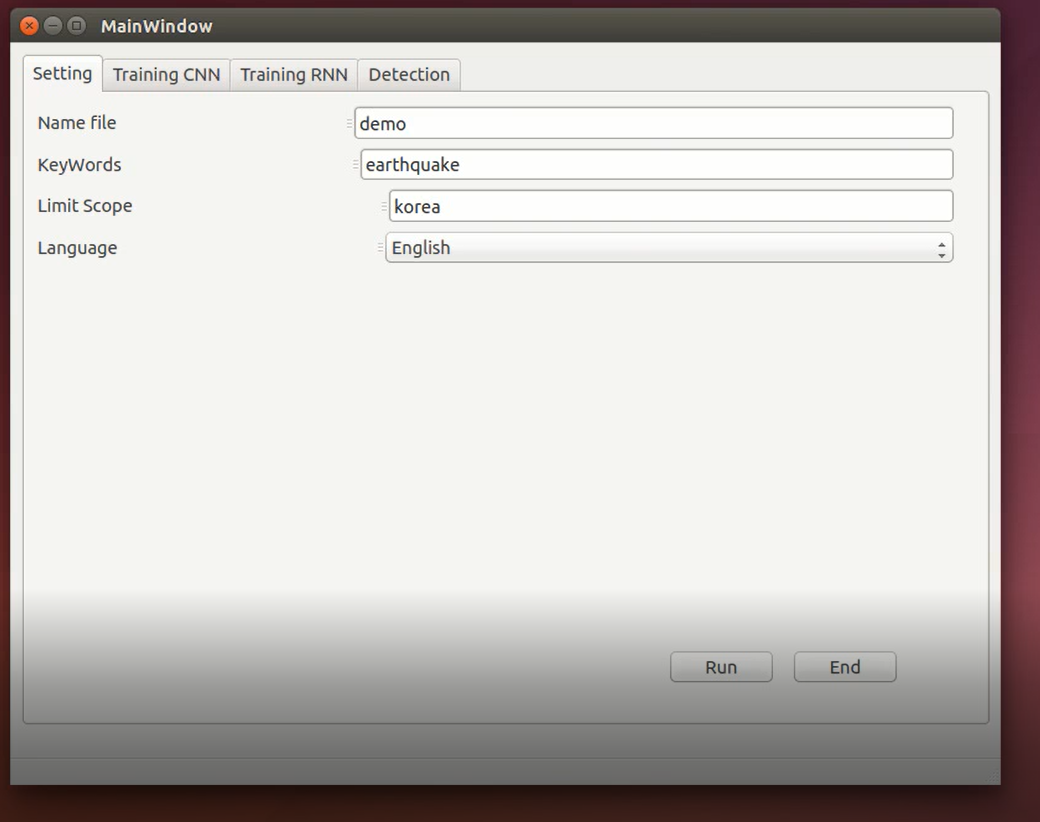 MainWindow
Setting Training CNN Training RNN Detection
Name file demo
KeyWords earthquake
Limit Scope korea
Language English
Run End